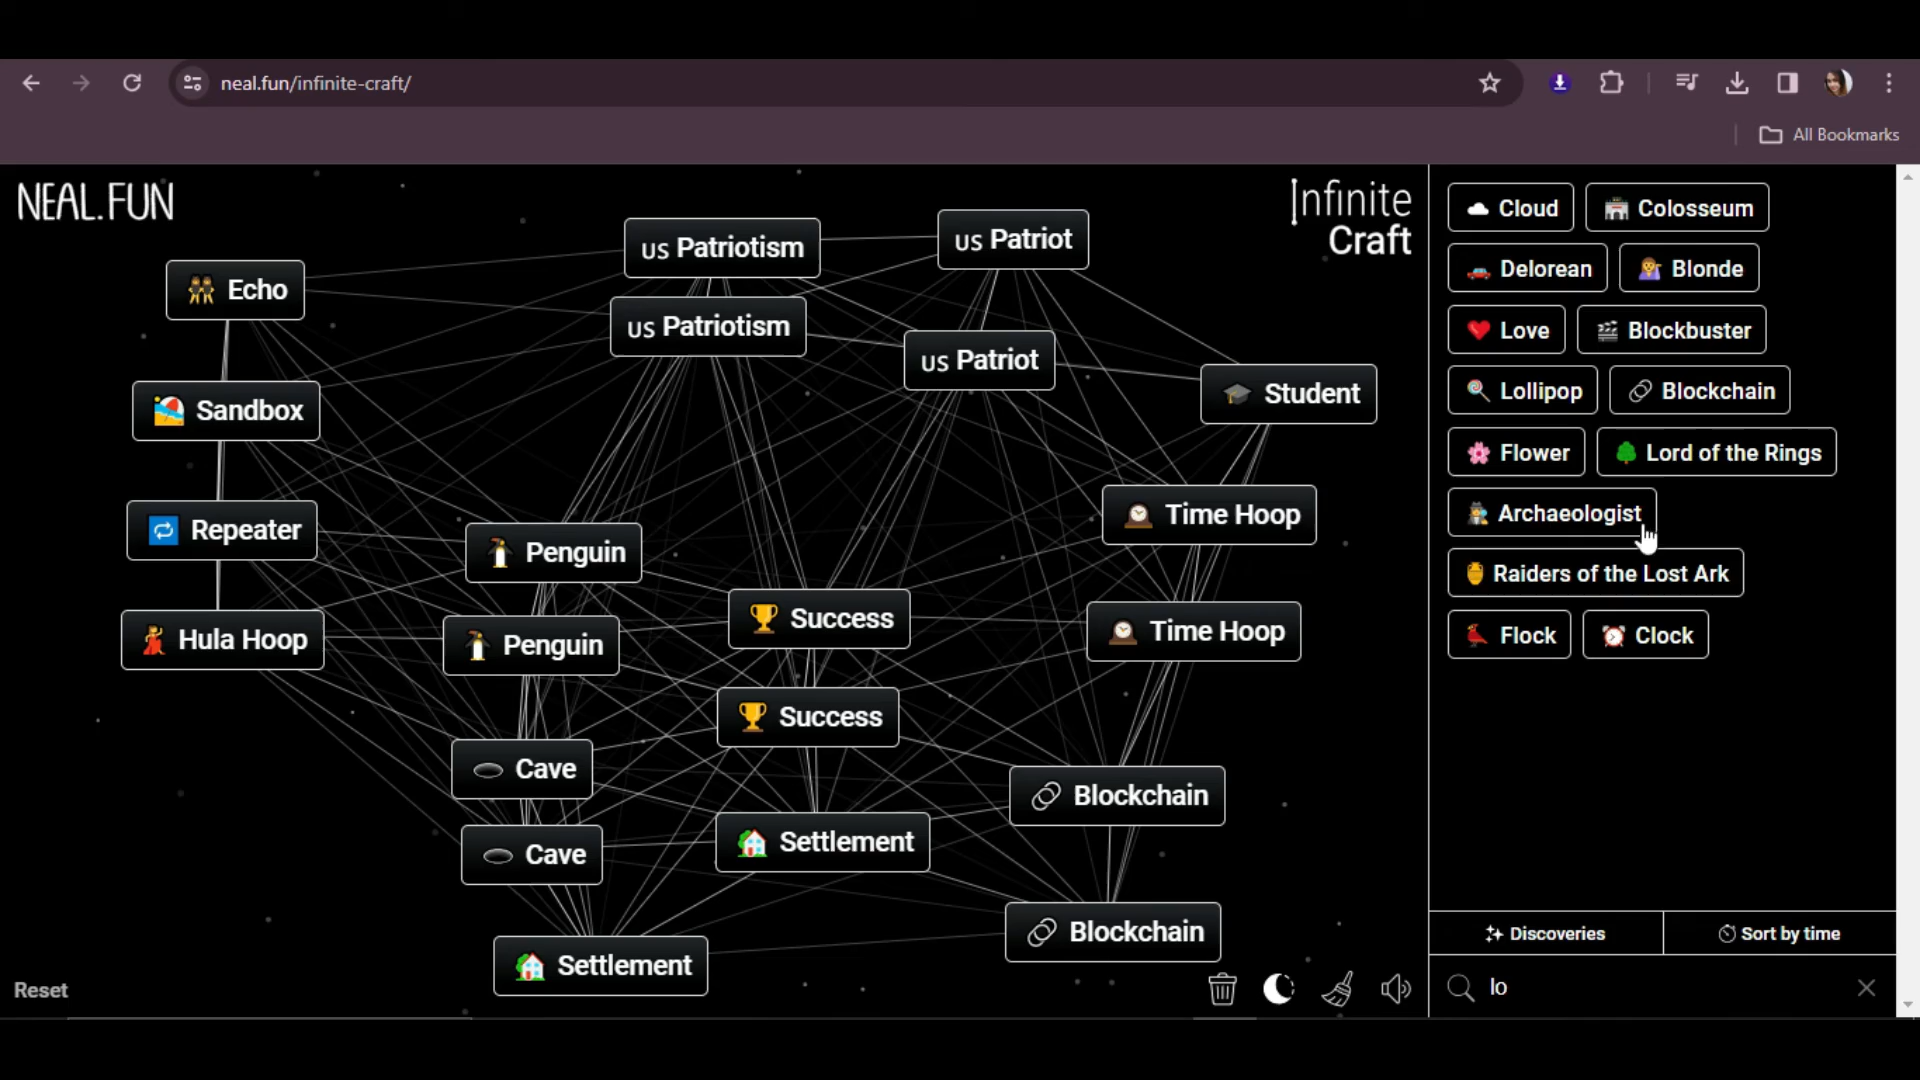 neal.fun/infinite-craft/
All Bookmarks
NEAL.FUN
Infinite
Craft
US Patriotism
US Patriot
Echo
US Patriotism
US Patriot
Student
Sandbox
Time Hoop
Repeater
Penguin
Success
Time Hoop
Hula Hoop
Penguin
Success
Cave
Blockchain
Settlement
Cave
Blockchain
Settlement
Reset
Cloud
Colosseum
Delorean
Blonde
Love
Blockbuster
Lollipop
Blockchain
Flower
Lord of the Rings
Archaeologist
Raiders of the Lost Ark
Flock
Clock
Discoveries
Sort by time
lo